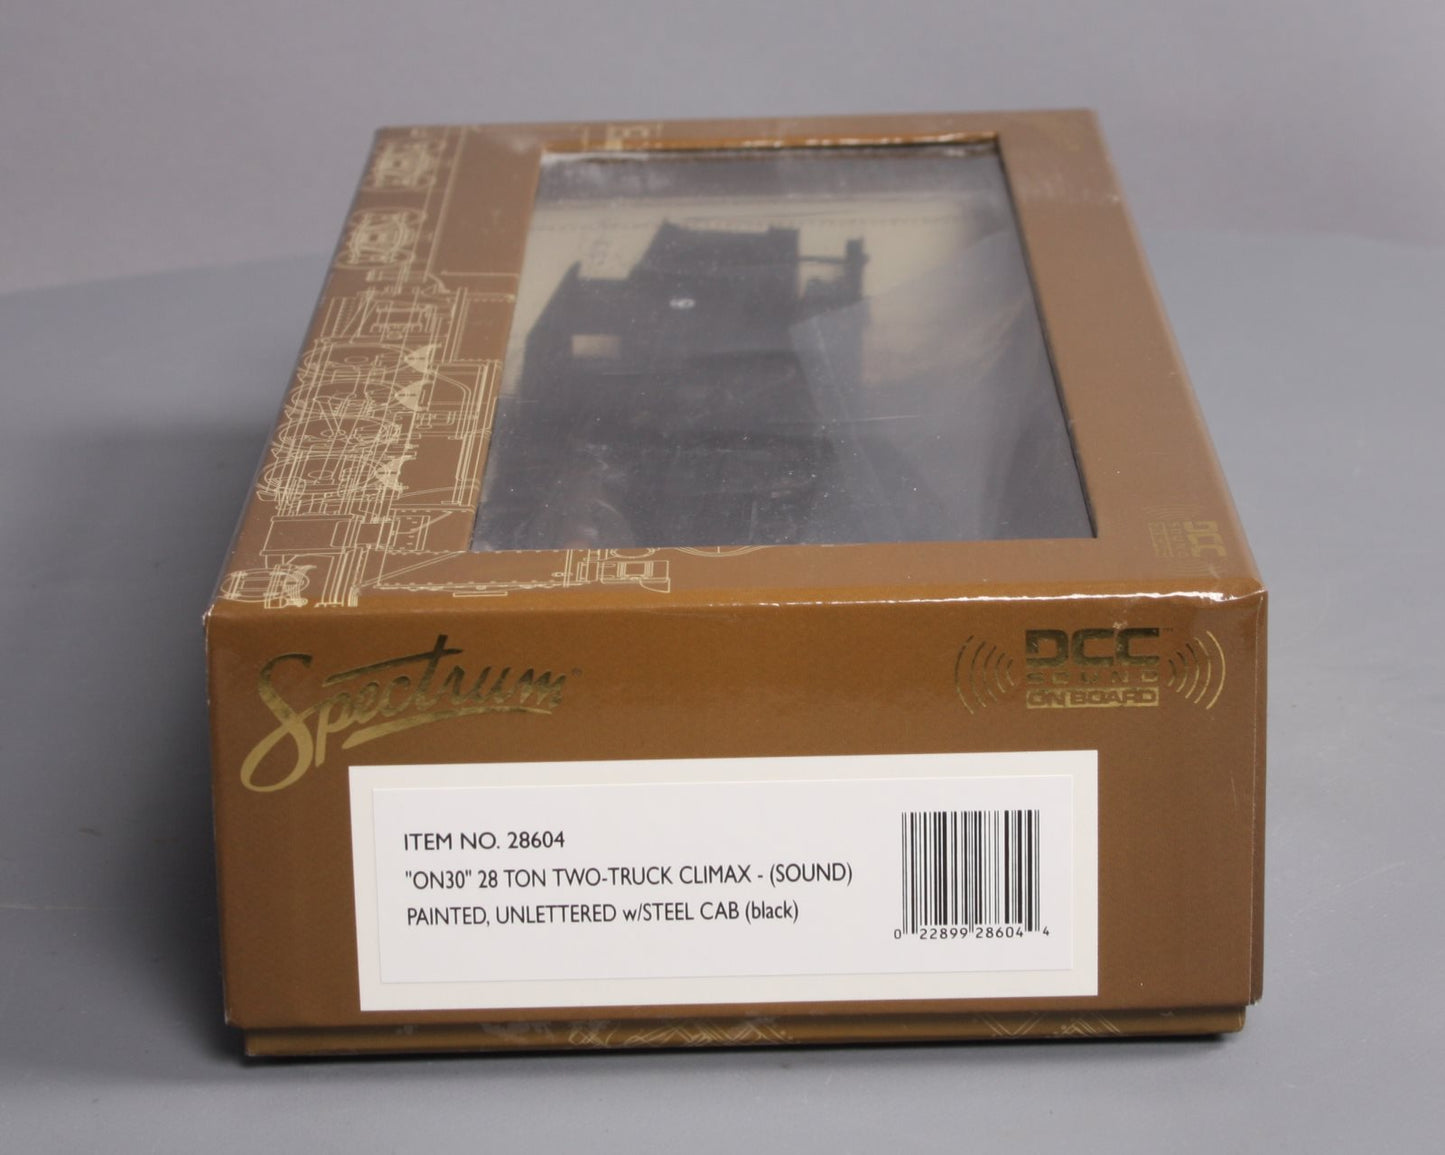 Spectrum
DCC
SOUND
ON BOARD
ITEM NO. 28604
"ON30" 28 TON TWO-TRUCK CLIMAX - (SOUND)
PAINTED, UNLETTERED w/STEEL CAB (black)
0 22899 28604 4